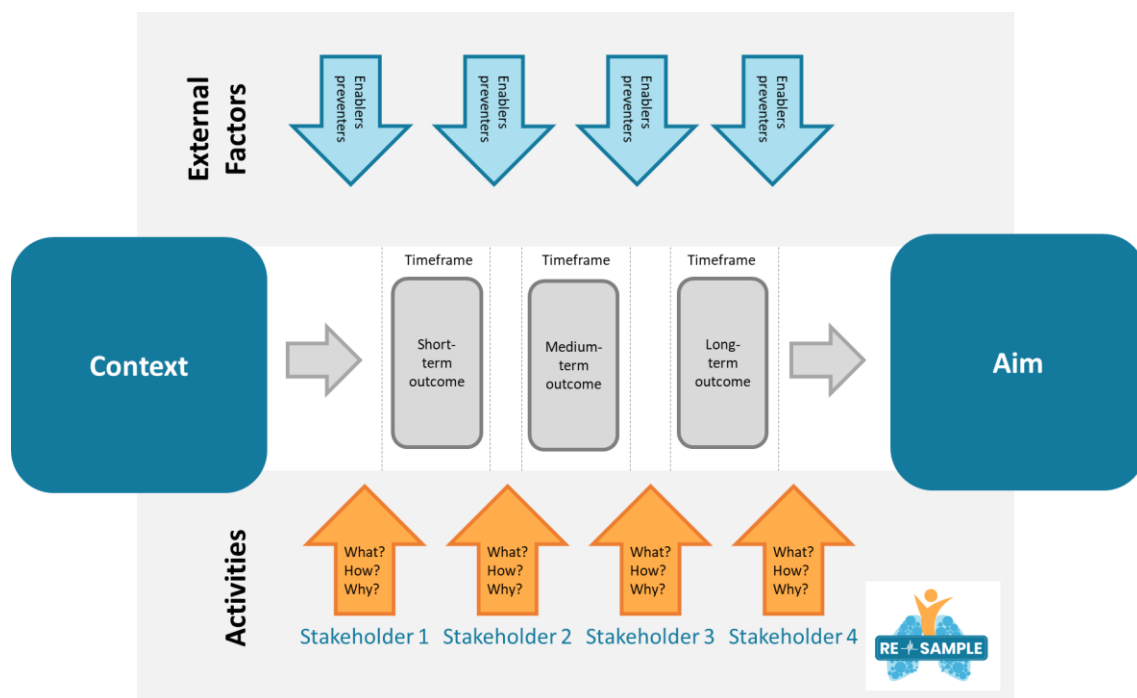 External
Factors
Enablers
preventers
Enablers
preventers
Enablers
preventers
Enablers
preventers
Context
Timeframe
Short-
term
outcome
Timeframe
Medium-
term
outcome
Timeframe
Long-
term
outcome
Aim
Activities
What?
How?
Why?
Stakeholder 1
What?
How?
Why?
Stakeholder 2
What?
How?
Why?
Stakeholder 3
What?
How?
Why?
Stakeholder 4
RE SAMPLE